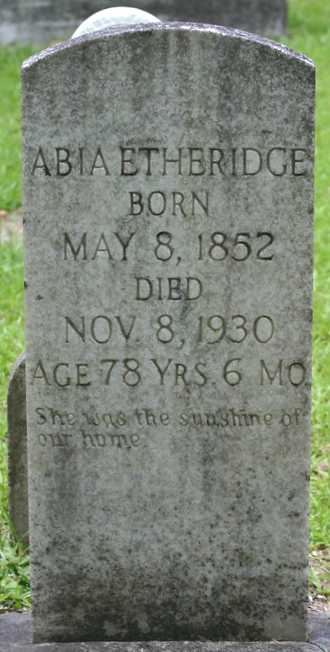 ABIA ETHERIDGE
BORN
MAY 8, 1852
DIED
NOV. 8, 1930
AGE 78 YRS. 6 MO.
She was the sunshine of
our home